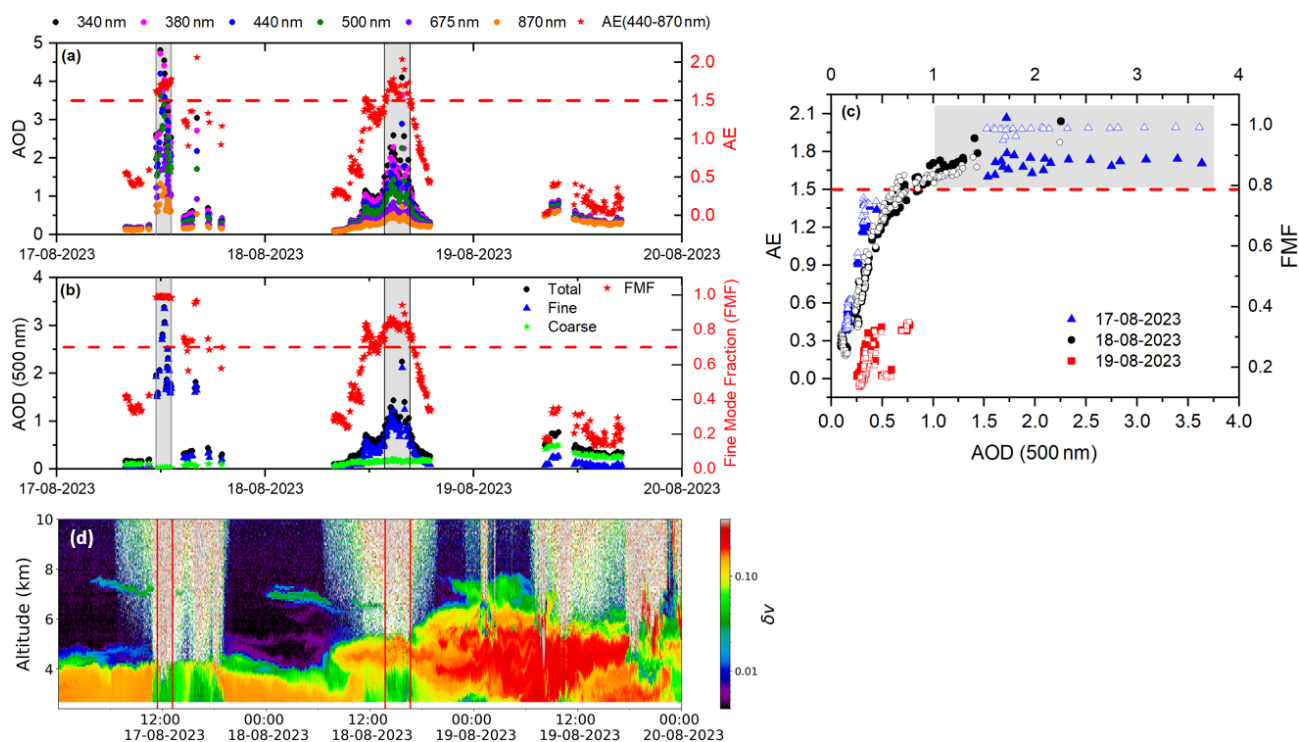 340 nm 380 nm 440 nm 500 nm 675 nm 870 nm AE(440-870 nm)
(a)
5
4
3
2
1
0
AOD
2.0
1.5
1.0
0.5
0.0
AE
17-08-2023 18-08-2023 19-08-2023 20-08-2023
(b)
Total FMF
Fine
Coarse
4
3
2
1
0
AOD (500 nm)
1.0
0.8
0.6
0.4
0.2
0.0
Fine Mode Fraction (FMF)
17-08-2023 18-08-2023 19-08-2023 20-08-2023
0 1 2 3 4
(c)
2.1
1.8
1.5
1.2
0.9
0.6
0.3
0.0
AE
1.0
0.9
0.8
0.7
0.6
0.5
0.4
0.3
0.2
FMF
17-08-2023
18-08-2023
19-08-2023
0.0 0.5 1.0 1.5 2.0 2.5 3.0 3.5 4.0
AOD (500 nm)
(d)
10
8
6
4
Altitude (km)
0.10
0.01
δv
12:00 00:00 12:00 00:00 12:00 00:00
17-08-2023 18-08-2023 18-08-2023 19-08-2023 19-08-2023 20-08-2023